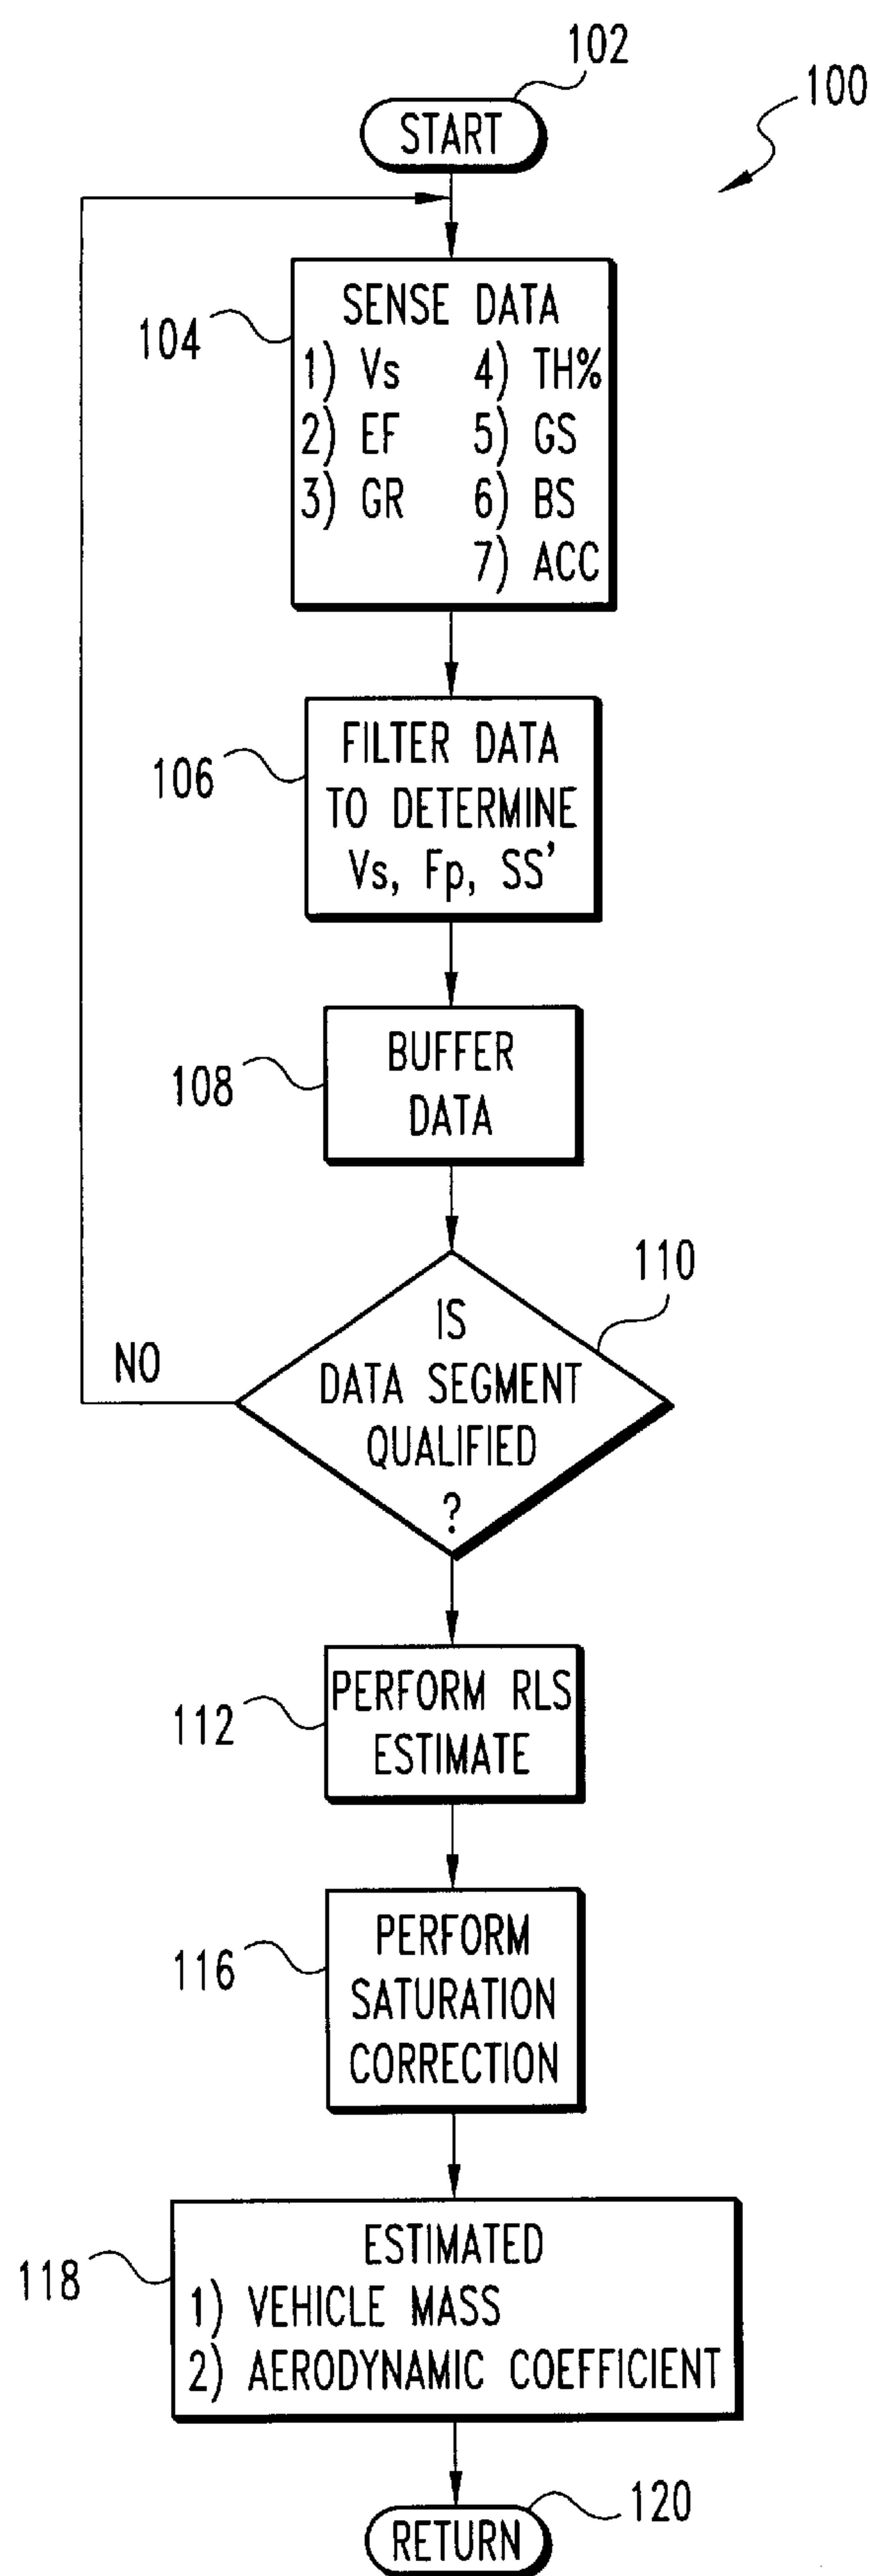 102
100
START
104
SENSE DATA
1) Vs 4) TH%
2) EF 5) GS
3) GR 6) BS
7) ACC
106
FILTER DATA
TO DETERMINE
Vs, Fp, SS'
108
BUFFER
DATA
110
IS
DATA SEGMENT
QUALIFIED
?
NO
112
PERFORM RLS
ESTIMATE
116
PERFORM
SATURATION
CORRECTION
118
ESTIMATED
1) VEHICLE MASS
2) AERODYNAMIC COEFFICIENT
120
RETURN